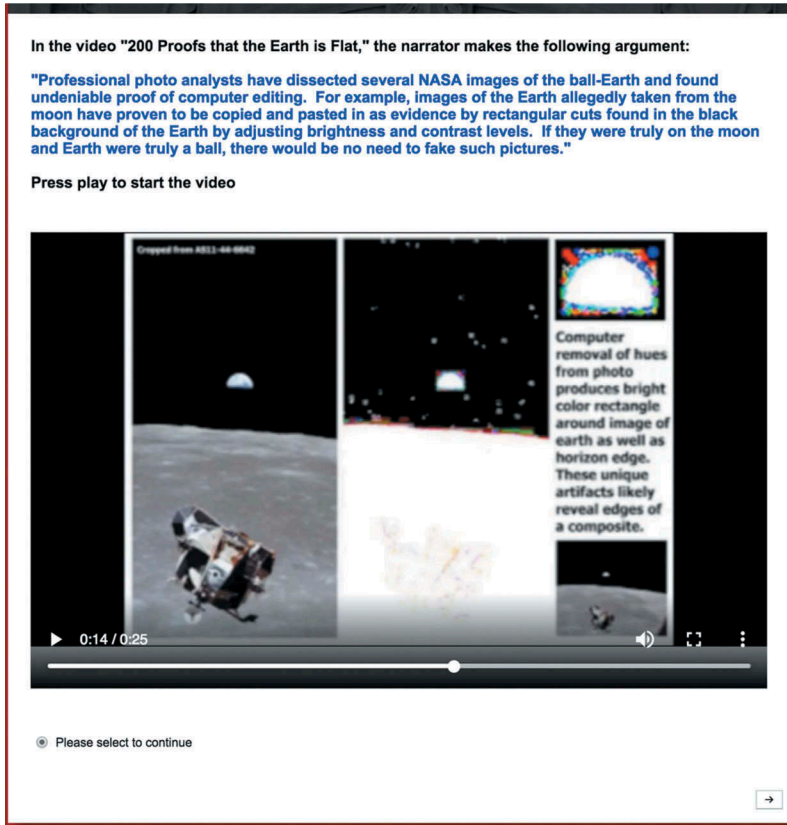 In the video "200 Proofs that the Earth is Flat," the narrator makes the following argument:
"Professional photo analysts have dissected several NASA images of the ball-Earth and found
undeniable proof of computer editing.  For example, images of the Earth allegedly taken from the
moon have proven to be copied and pasted in as evidence by rectangular cuts found in the black
background of the Earth by adjusting brightness and contrast levels.  If they were truly on the moon
and Earth were truly a ball, there would be no need to fake such pictures."
Press play to start the video
Cropped from AS11-44-6642
Computer
removal of hues
from photo
produces bright
color rectangle
around image of
earth as well as
horizon edge.
These unique
artifacts likely
reveal edges of
a composite.
0:14 / 0:25
Please select to continue